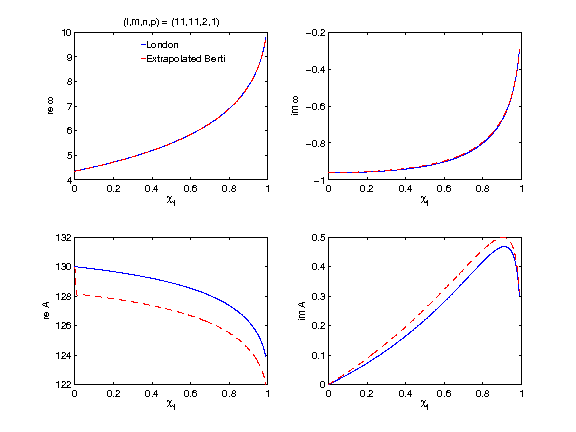 (l,m,n,p) = (11,11,2,1)
10
9
8
7
6
5
4
re ω
London
Extrapolated Berti
0 0.2 0.4 0.6 0.8 1
χf
−0.2
−0.4
−0.6
−0.8
−1
im ω
0 0.2 0.4 0.6 0.8 1
χf
132
130
128
126
124
122
re A
0 0.2 0.4 0.6 0.8 1
χf
0.5
0.4
0.3
0.2
0.1
0
im A
0 0.2 0.4 0.6 0.8 1
χf